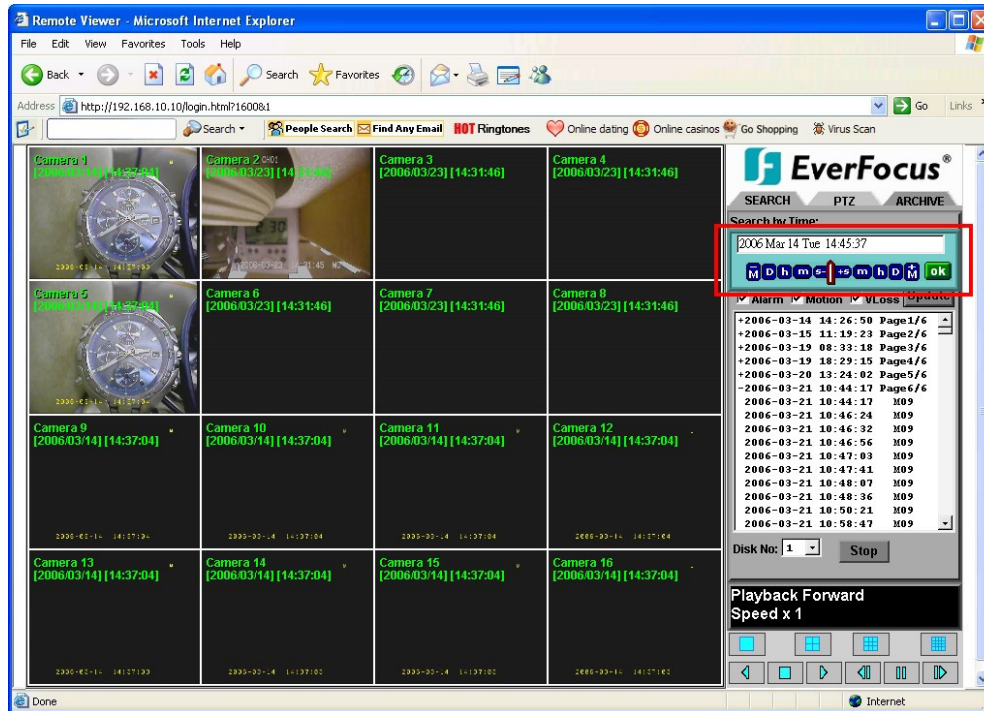 Remote Viewer - Microsoft Internet Explorer
File Edit View Favorites Tools Help
Back Search Favorites
Address http://192.168.10.10/login.html?1600&1 Go Links
Search People Search Find Any Email HOT Ringtones Online dating Online casinos Go Shopping Virus Scan
Camera 1
Camera 2 CH01
[2006/03/23] [14:31:46]
Camera 3
[2006/03/23] [14:31:46]
Camera 4
[2006/03/23] [14:31:46]
Camera 5
Camera 6
[2006/03/23] [14:31:46]
Camera 7
[2006/03/23] [14:31:46]
Camera 8
[2006/03/23] [14:31:46]
Camera 9
[2006/03/14] [14:37:04]
Camera 10
[2006/03/14] [14:37:04]
Camera 11
[2006/03/14] [14:37:04]
Camera 12
[2006/03/14] [14:37:04]
Camera 13
[2006/03/14] [14:37:04]
Camera 14
[2006/03/14] [14:37:04]
Camera 15
[2006/03/14] [14:37:04]
Camera 16
[2006/03/14] [14:37:04]
EverFocus®
SEARCH PTZ ARCHIVE
Search by Time:
2006 Mar 14 Tue 14:45:37
M D h m s- +s m h D M ok
Alarm Motion VLoss Update
+2006-03-14 14:26:50 Page1/6
+2006-03-15 11:19:23 Page2/6
+2006-03-19 08:33:18 Page3/6
+2006-03-19 18:29:15 Page4/6
+2006-03-20 13:24:02 Page5/6
-2006-03-21 10:44:17 Page6/6
2006-03-21 10:44:17 M09
2006-03-21 10:46:24 M09
2006-03-21 10:46:32 M09
2006-03-21 10:46:56 M09
2006-03-21 10:47:03 M09
2006-03-21 10:47:41 M09
2006-03-21 10:48:07 M09
2006-03-21 10:48:36 M09
2006-03-21 10:50:21 M09
2006-03-21 10:58:47 M09
Disk No: 1 Stop
Playback Forward
Speed x 1
Done Internet